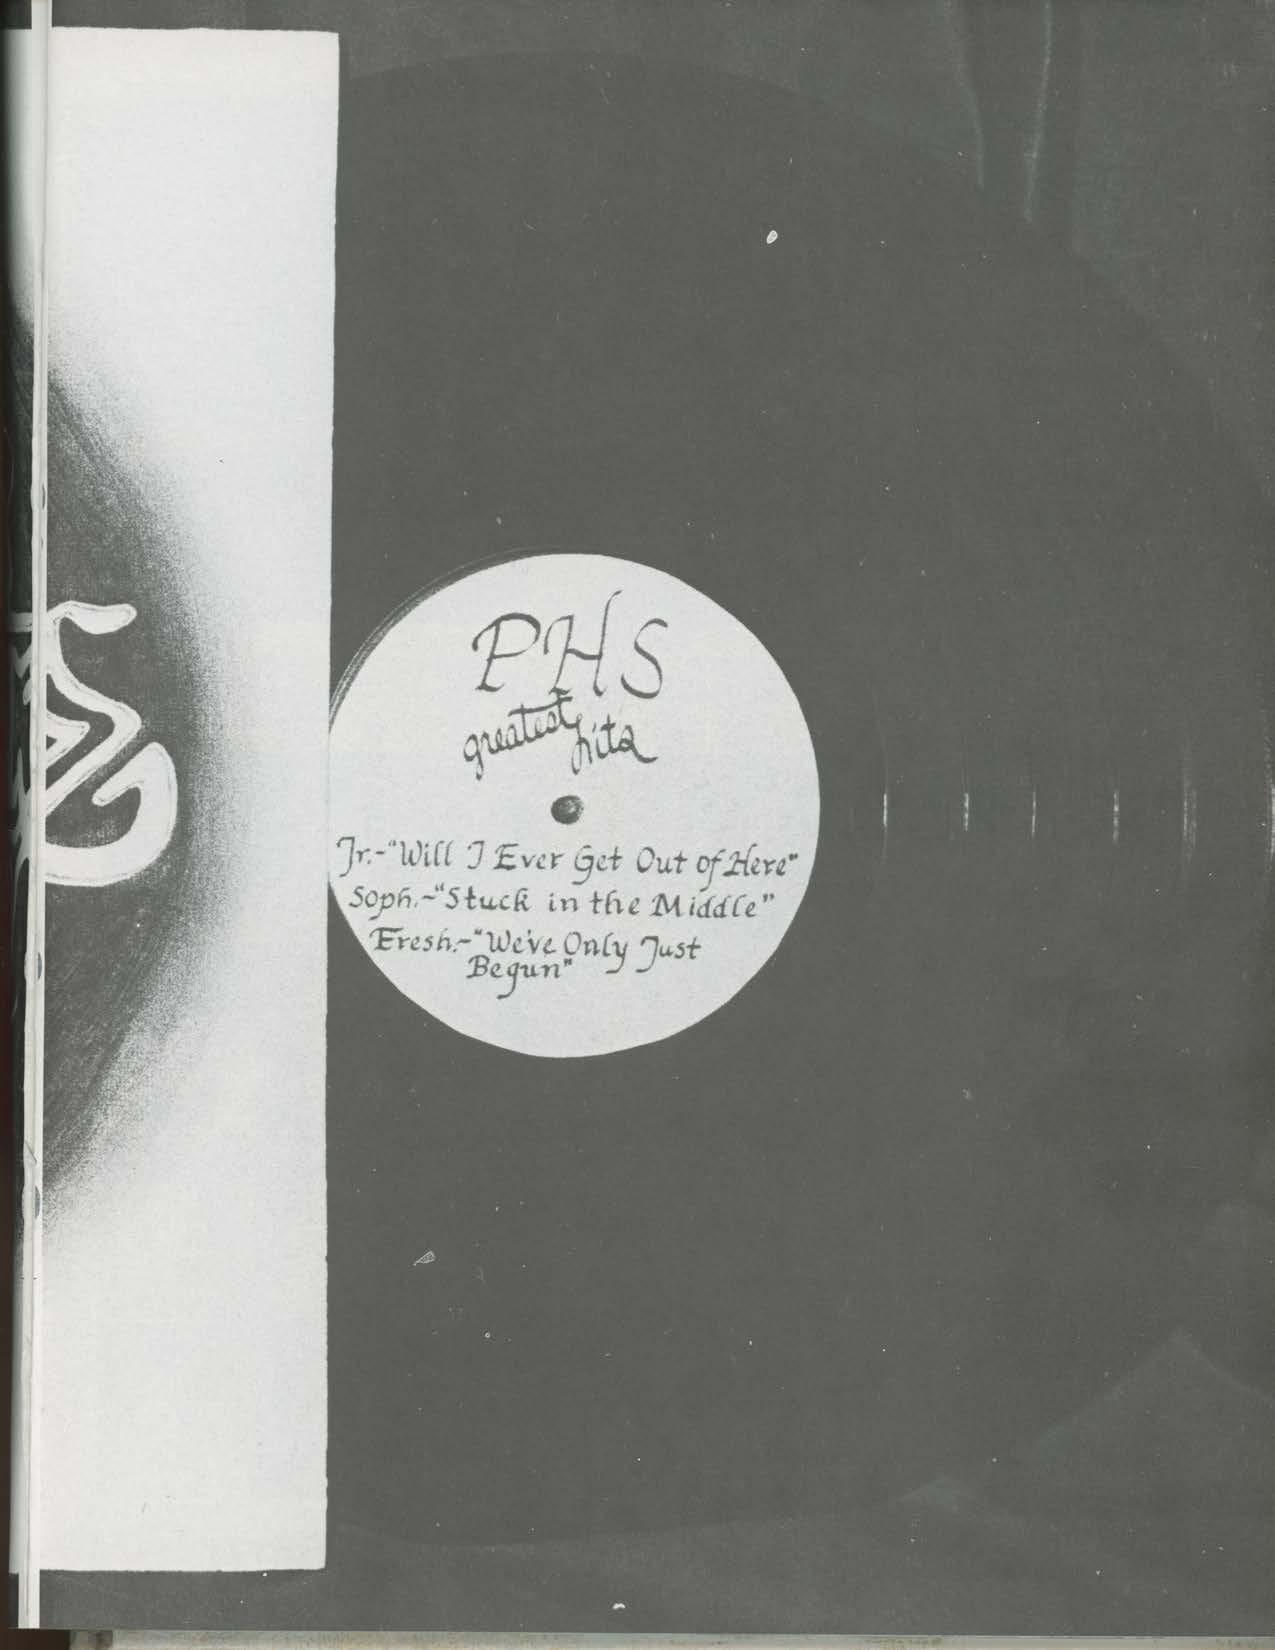 PHS
greatest hits
Jr.-"Will I Ever Get Out of Here"
Soph.-"Stuck in the Middle"
Fresh.-"We've Only Just
Begun"